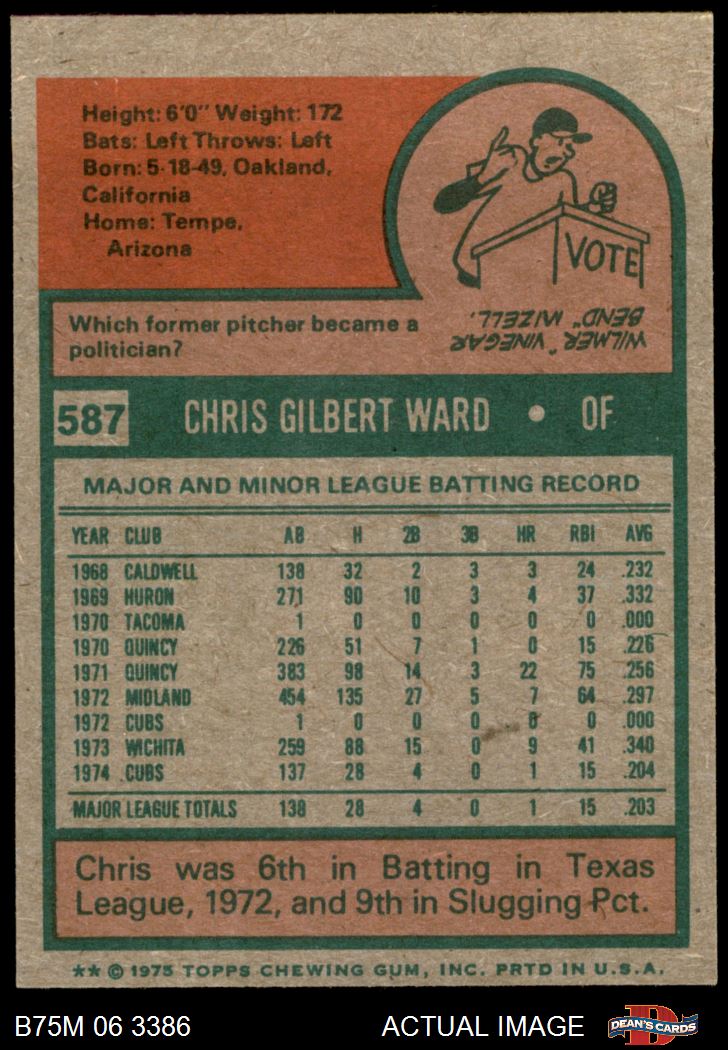 Height: 6'0" Weight: 172
Bats: Left Throws: Left
Born: 5-18-49, Oakland,
California
Home: Tempe,
Arizona
VOTE
WILMER "VINEGAR
BEND" MIZELL.
Which former pitcher became a
politician?
587 CHRIS GILBERT WARD • OF
MAJOR AND MINOR LEAGUE BATTING RECORD
YEAR CLUB AB H 2B 3B HR RBI AVG
1968 CALDWELL 138 32 2 3 3 24 .232
1969 HURON 271 90 10 3 4 37 .332
1970 TACOMA 1 0 0 0 0 0 .000
1970 QUINCY 226 51 7 1 0 15 .226
1971 QUINCY 383 98 14 3 22 75 .256
1972 MIDLAND 454 135 27 5 7 64 .297
1972 CUBS 1 0 0 0 0 0 .000
1973 WICHITA 259 88 15 0 9 41 .340
1974 CUBS 137 28 4 0 1 15 .204
MAJOR LEAGUE TOTALS 138 28 4 0 1 15 .203
Chris was 6th in Batting in Texas
League, 1972, and 9th in Slugging Pct.
** © 1975 TOPPS CHEWING GUM, INC. PRTD IN U.S.A.
B75M 06 3386 ACTUAL IMAGE D DEAN'S CARDS